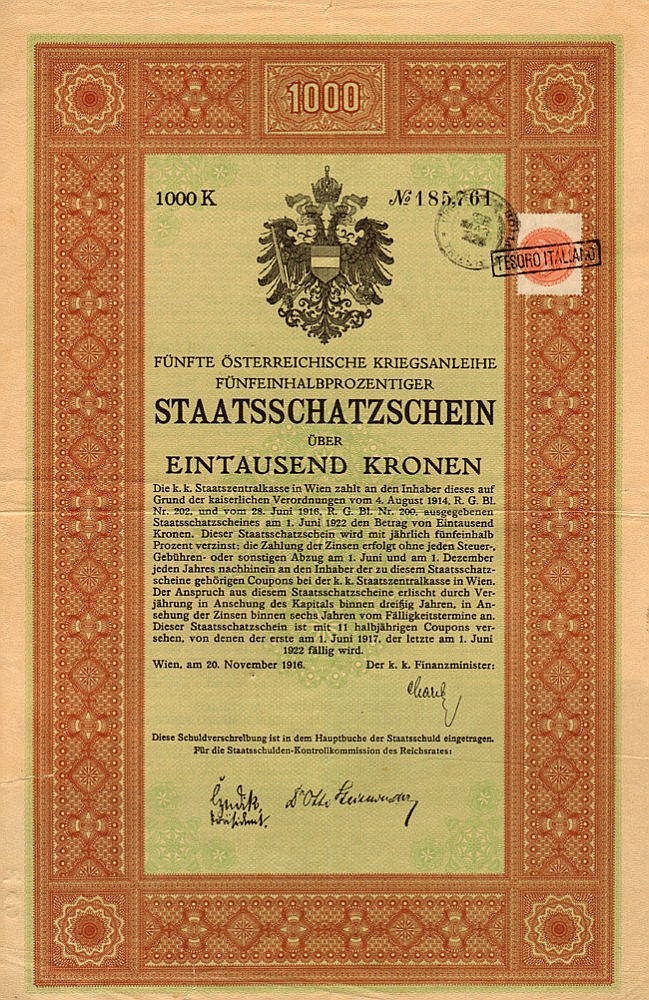 1000
1000 K
№ 185,761
TESORO ITALIANO
FÜNFTE ÖSTERREICHISCHE KRIEGSANLEIHE
FÜNFEINHALBPROZENTIGER
STAATSSCHATZSCHEIN
ÜBER
EINTAUSEND KRONEN
Die k. k. Staatszentralkasse in Wien zahlt an den Inhaber dieses auf
Grund der kaiserlichen Verordnungen vom 4. August 1914, R. G. Bl.
Nr. 202, und vom 28. Juni 1916, R. G. Bl. Nr. 200, ausgegebenen
Staatsschatzscheines am 1. Juni 1922 den Betrag von Eintausend
Kronen. Dieser Staatsschatzschein wird mit jährlich fünfeinhalb
Prozent verzinst; die Zahlung der Zinsen erfolgt ohne jeden Steuer-,
Gebühren- oder sonstigen Abzug am 1. Juni und am 1. Dezember
jeden Jahres nachhinein an den Inhaber der zu diesem Staatsschatz-
scheine gehörigen Coupons bei der k. k. Staatszentralkasse in Wien.
Der Anspruch aus diesem Staatsschatzscheine erlischt durch Ver-
jährung in Ansehung des Kapitals binnen dreißig Jahren, in An-
sehung der Zinsen binnen sechs Jahren vom Fälligkeitstermine an.
Dieser Staatsschatzschein ist mit 11 halbjährigen Coupons ver-
sehen, von denen der erste am 1. Juni 1917, der letzte am 1. Juni
1922 fällig wird.
Wien, am 20. November 1916. Der k. k. Finanzminister:
Diese Schuldverschreibung ist in dem Hauptbuche der Staatsschuld eingetragen.
Für die Staatsschulden-Kontrollkommission des Reichsrates:
Präsident.
Dr Otto